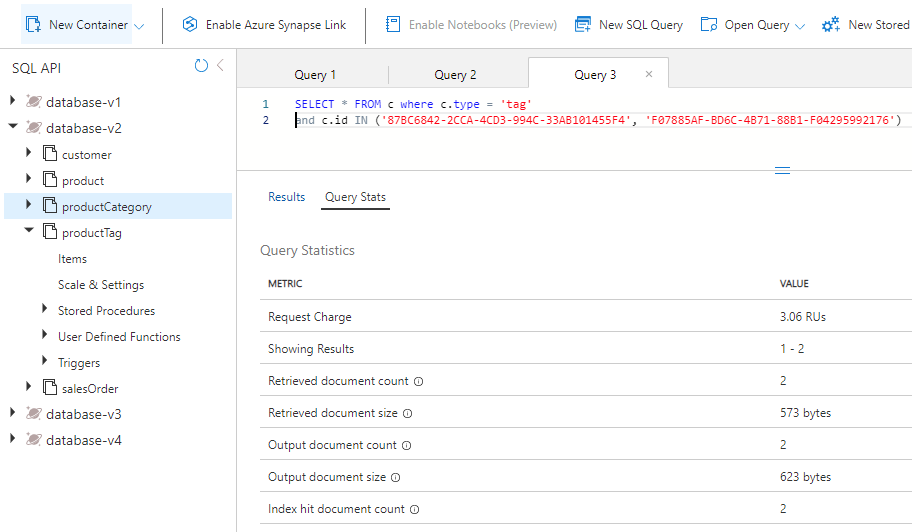 New Container
Enable Azure Synapse Link
Enable Notebooks (Preview)
New SQL Query
Open Query
New Stored
SQL API
database-v1
database-v2
customer
product
productCategory
productTag
Items
Scale & Settings
Stored Procedures
User Defined Functions
Triggers
salesOrder
database-v3
database-v4
Query 1
Query 2
Query 3
1 SELECT * FROM c where c.type = 'tag'
2 and c.id IN ('87BC6842-2CCA-4CD3-994C-33AB101455F4', 'F07885AF-BD6C-4B71-88B1-F04295992176')
Results
Query Stats
Query Statistics
METRIC VALUE
Request Charge 3.06 RUs
Showing Results 1 - 2
Retrieved document count 2
Retrieved document size 573 bytes
Output document count 2
Output document size 623 bytes
Index hit document count 2